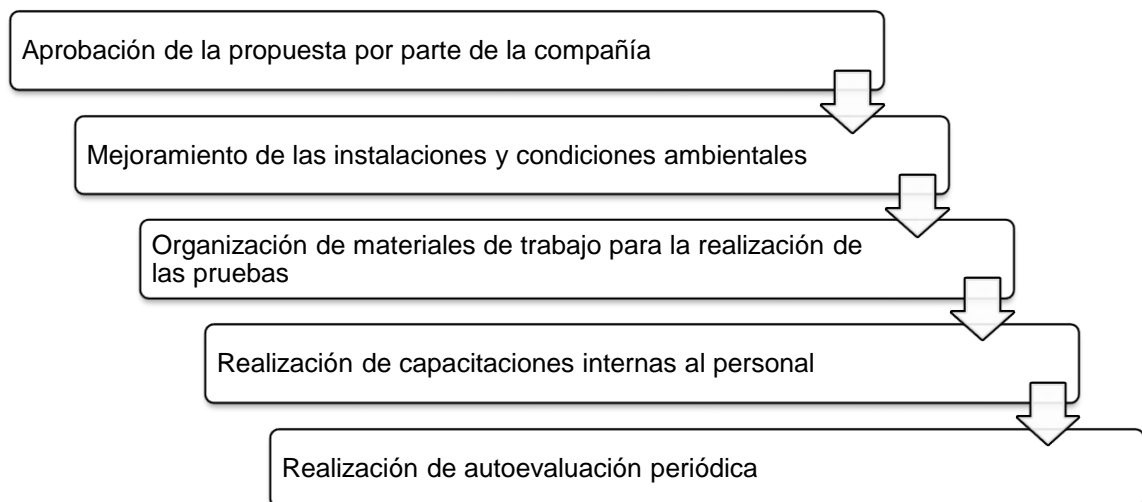 Aprobación de la propuesta por parte de la compañía
Mejoramiento de las instalaciones y condiciones ambientales
Organización de materiales de trabajo para la realización de
las pruebas
Realización de capacitaciones internas al personal
Realización de autoevaluación periódica